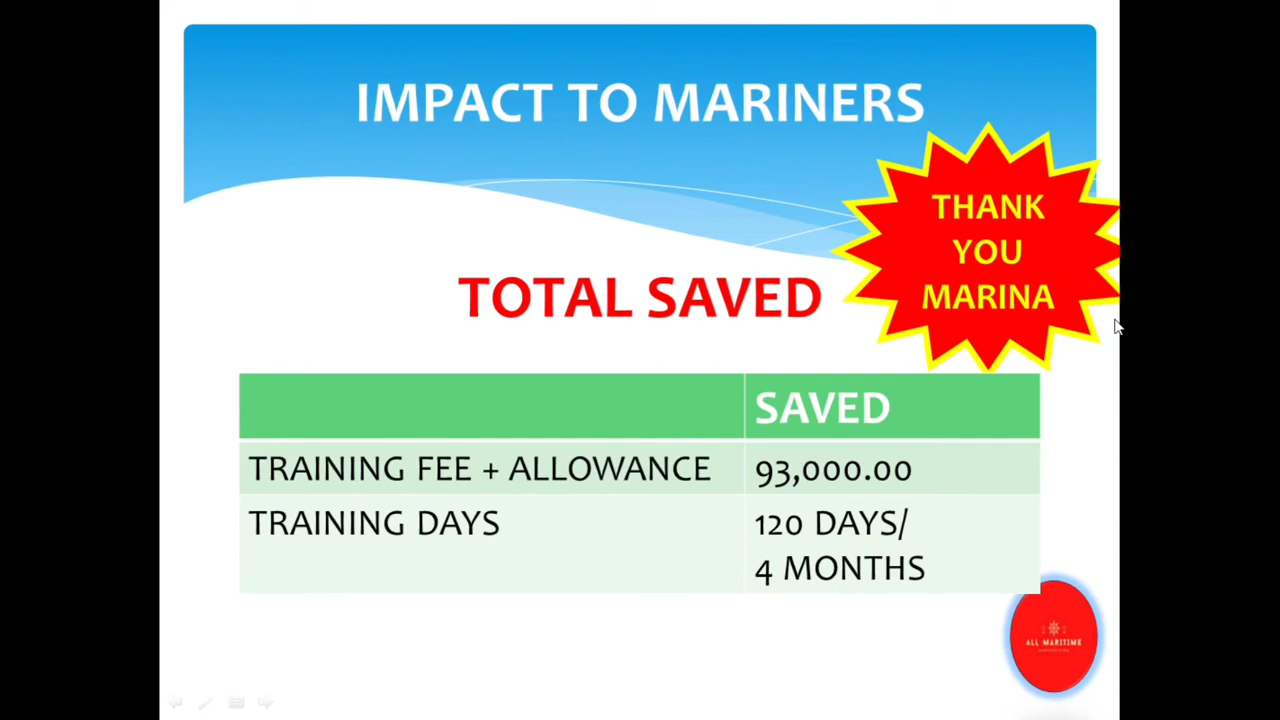 IMPACT TO MARINERS
THANK
YOU
MARINA
TOTAL SAVED
SAVED
TRAINING FEE + ALLOWANCE 93,000.00
TRAINING DAYS 120 DAYS/
4 MONTHS
ALL MARITIME